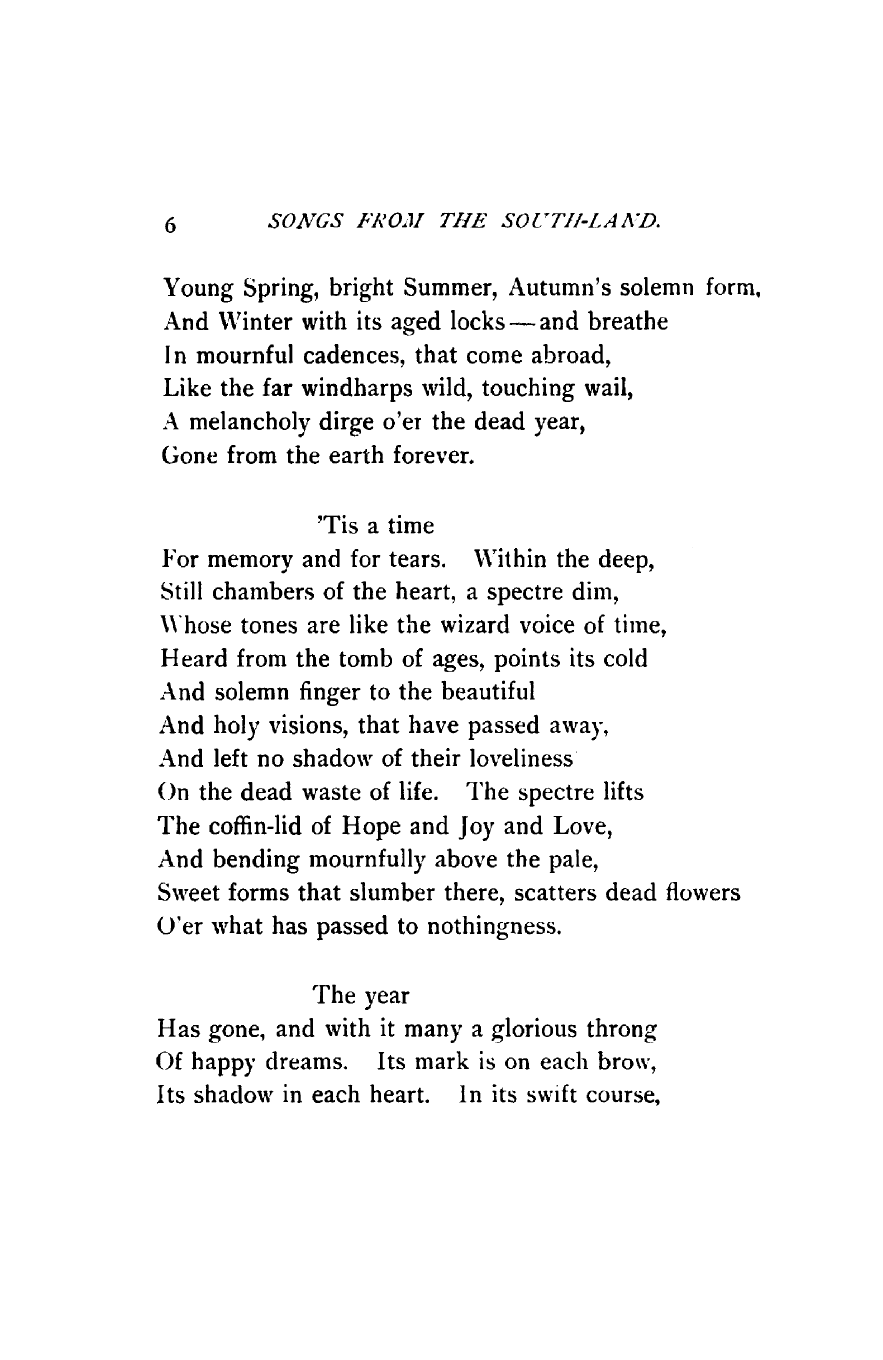 6 SONGS FROM THE SOUTH-LAND.
Young Spring, bright Summer, Autumn's solemn form,
And Winter with its aged locks — and breathe
In mournful cadences, that come abroad,
Like the far windharps wild, touching wail,
A melancholy dirge o'er the dead year,
Gone from the earth forever.
'Tis a time
For memory and for tears. Within the deep,
Still chambers of the heart, a spectre dim,
Whose tones are like the wizard voice of time,
Heard from the tomb of ages, points its cold
And solemn finger to the beautiful
And holy visions, that have passed away,
And left no shadow of their loveliness
On the dead waste of life. The spectre lifts
The coffin-lid of Hope and Joy and Love,
And bending mournfully above the pale,
Sweet forms that slumber there, scatters dead flowers
O'er what has passed to nothingness.
The year
Has gone, and with it many a glorious throng
Of happy dreams. Its mark is on each brow,
Its shadow in each heart. In its swift course,